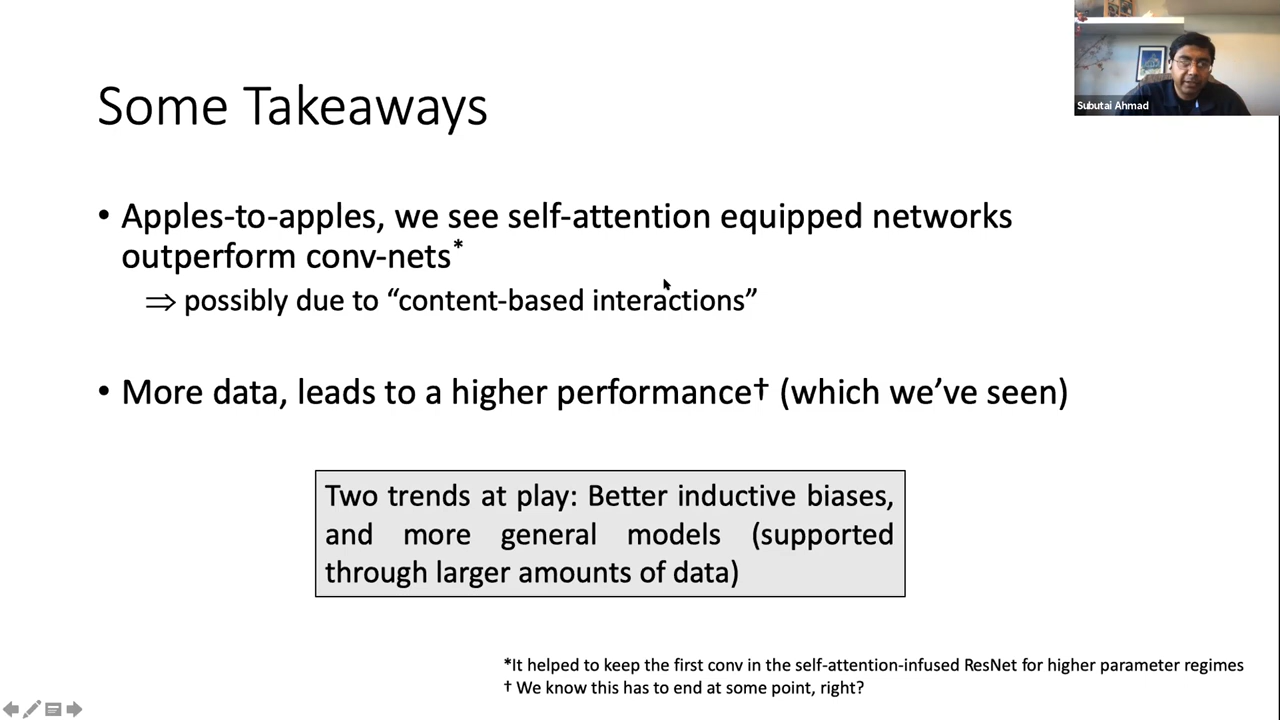 Subutai Ahmad
Some Takeaways
• Apples-to-apples, we see self-attention equipped networks
outperform conv-nets*
⇒ possibly due to “content-based interactions”
• More data, leads to a higher performance† (which we’ve seen)
Two trends at play: Better inductive biases,
and more general models (supported
through larger amounts of data)
*It helped to keep the first conv in the self-attention-infused ResNet for higher parameter regimes
† We know this has to end at some point, right?